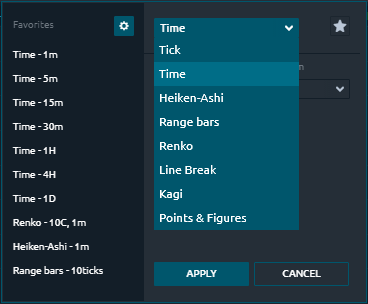 Favorites
Time - 1m
Time - 5m
Time - 15m
Time - 30m
Time - 1H
Time - 4H
Time - 1D
Renko - 10C, 1m
Heiken-Ashi - 1m
Range bars - 10ticks
Time
Tick
Time
Heiken-Ashi
Range bars
Renko
Line Break
Kagi
Points & Figures
APPLY
CANCEL